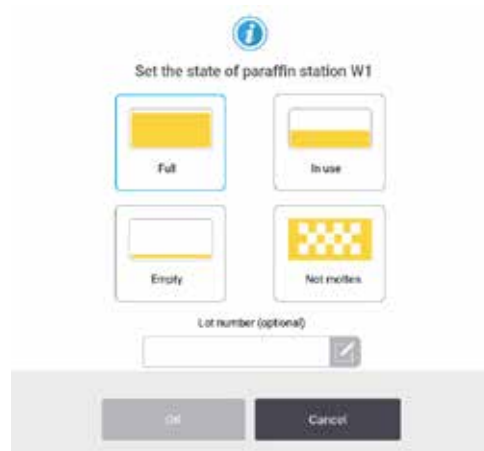 Set the state of paraffin station W1
Full
In use
Empty
Not molten
Lot number (optional)
OK
Cancel